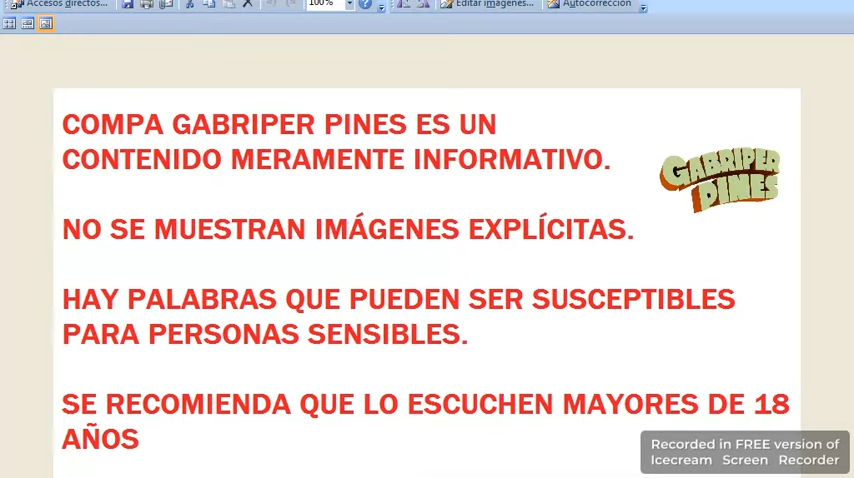 Accesos directos...
100%
Editar imágenes...
Autocorrección
COMPA GABRIPER PINES ES UN
CONTENIDO MERAMENTE INFORMATIVO.
GABRIPER
PINES
NO SE MUESTRAN IMÁGENES EXPLÍCITAS.
HAY PALABRAS QUE PUEDEN SER SUSCEPTIBLES
PARA PERSONAS SENSIBLES.
SE RECOMIENDA QUE LO ESCUCHEN MAYORES DE 18
AÑOS
Recorded in FREE version of
Icecream Screen Recorder